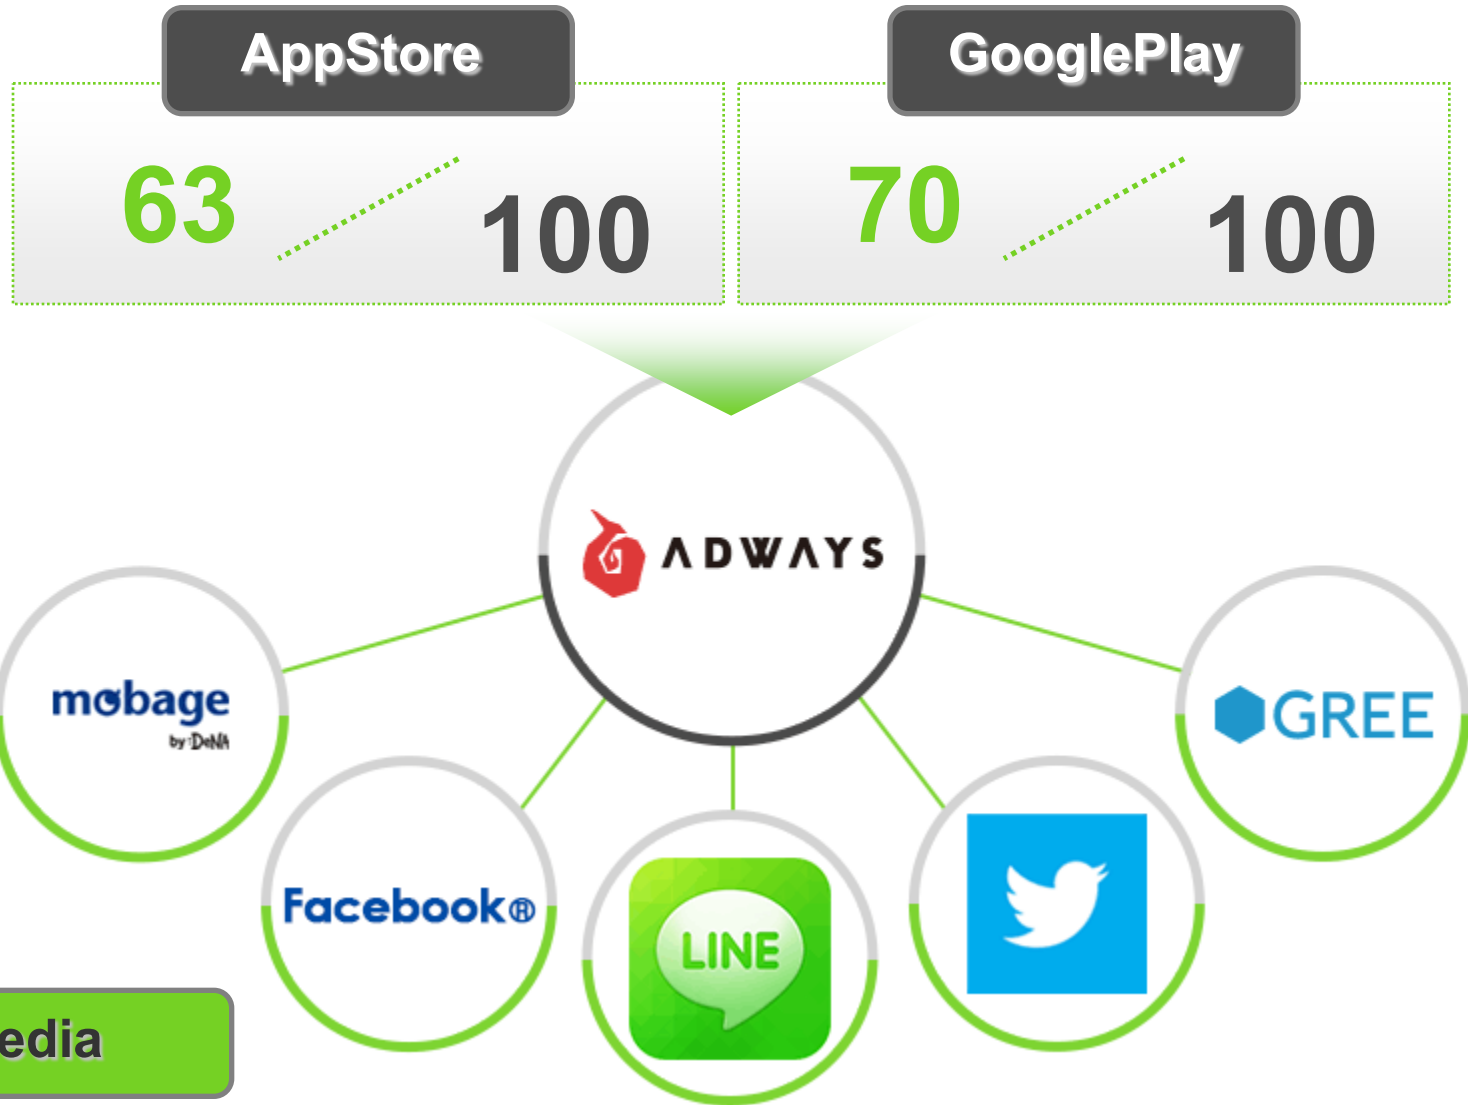 AppStore
GooglePlay
63
100
70
100
ADWAYS
mobage
by DeNA
GREE
Facebook®
LINE
edia